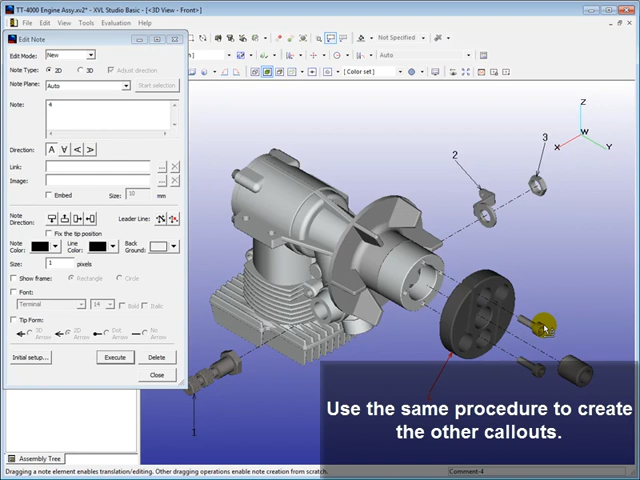 TT-4000 Engine Assy.xv2* - XVL Studio Basic - [<3D View - Front>]
File Edit View Tools Evaluation Help
Edit Note
Not Specified
Edit Mode: New
Note Type: 2D 3D Adjust direction
Auto
Note Plane: Auto Start selection
[ Color set ]
Note: 4
Direction: A A A A
Link: ...
Image: ...
Embed Size: 10 mm
Note Direction: Leader Line:
Fix the tip position
Note Color: Line Color: Back Ground:
Size: 1 pixels
Show frame: Rectangle Circle
Font:
Terminal 14 Bold Italic
Tip Form:
3D Arrow 2D Arrow Dot Arrow No Arrow
Initial setup... Execute Delete
Close
Z
W
X Y
2
3
1
Use the same procedure to create
the other callouts.
Assembly Tree
Dragging a note element enables translation/editing. Other dragging operations enable note creation from scratch.
Comment-4